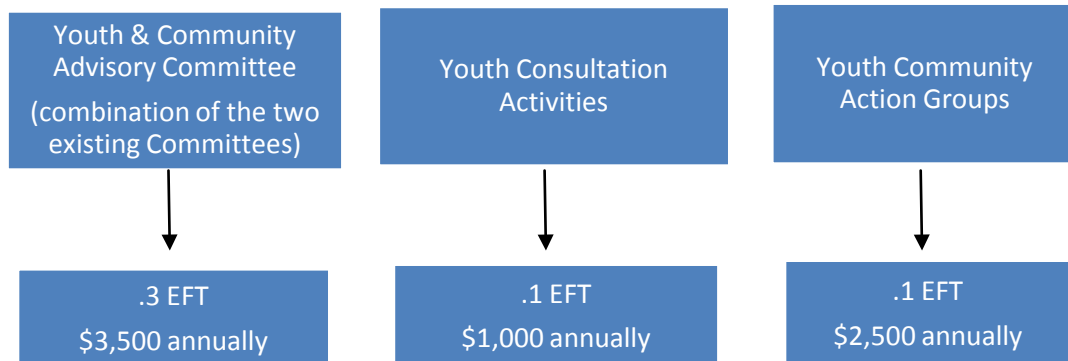 Youth & Community
Advisory Committee
(combination of the two
existing Committees)
Youth Consultation
Activities
Youth Community
Action Groups
.3 EFT
$3,500 annually
.1 EFT
$1,000 annually
.1 EFT
$2,500 annually